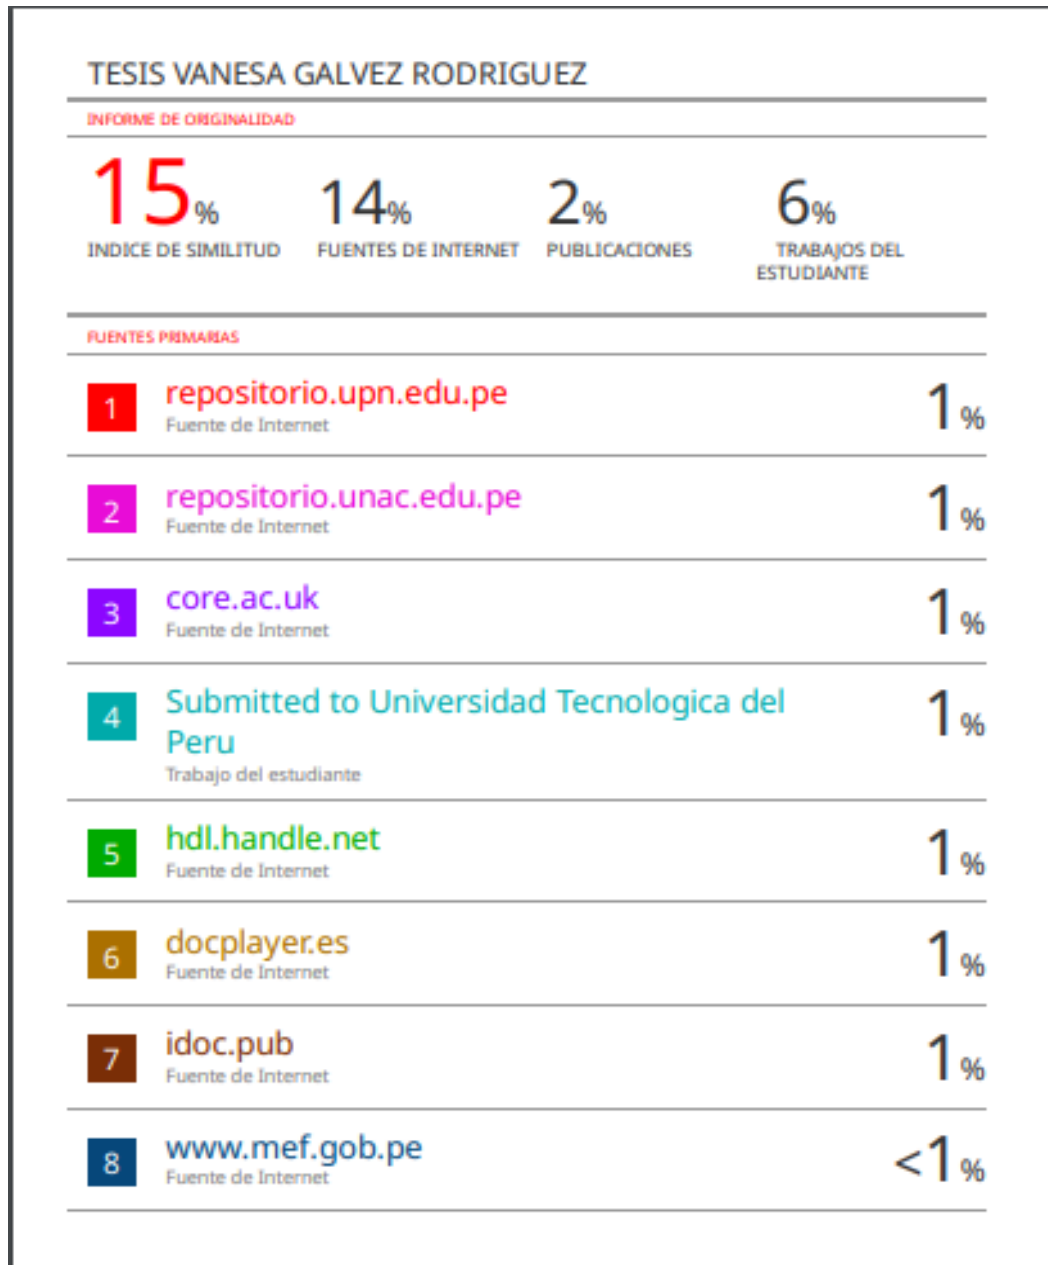 TESIS VANESA GALVEZ RODRIGUEZ
INFORME DE ORIGINALIDAD
15% 14% 2% 6%
INDICE DE SIMILITUD FUENTES DE INTERNET PUBLICACIONES TRABAJOS DEL
ESTUDIANTE
FUENTES PRIMARIAS
1 repositorio.upn.edu.pe 1%
Fuente de Internet
2 repositorio.unac.edu.pe 1%
Fuente de Internet
3 core.ac.uk 1%
Fuente de Internet
4 Submitted to Universidad Tecnologica del 1%
Peru
Trabajo del estudiante
5 hdl.handle.net 1%
Fuente de Internet
6 docplayer.es 1%
Fuente de Internet
7 idoc.pub 1%
Fuente de Internet
8 www.mef.gob.pe <1%
Fuente de Internet